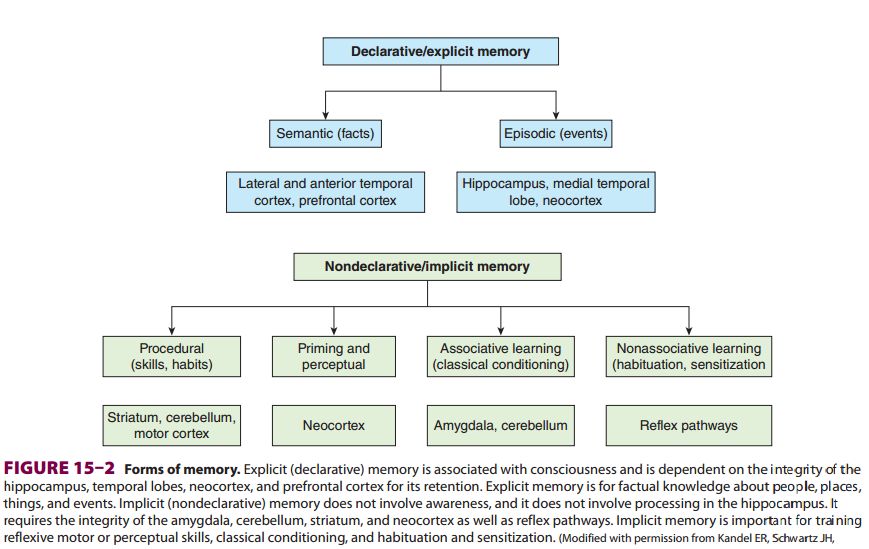 Declarative/explicit memory
Semantic (facts)
Episodic (events)
Lateral and anterior temporal
cortex, prefrontal cortex
Hippocampus, medial temporal
lobe, neocortex
Nondeclarative/implicit memory
Procedural
(skills, habits)
Priming and
perceptual
Associative learning
(classical conditioning)
Nonassociative learning
(habituation, sensitization
Striatum, cerebellum,
motor cortex
Neocortex
Amygdala, cerebellum
Reflex pathways
FIGURE 15–2 Forms of memory. Explicit (declarative) memory is associated with consciousness and is dependent on the integrity of the
hippocampus, temporal lobes, neocortex, and prefrontal cortex for its retention. Explicit memory is for factual knowledge about people, places,
things, and events. Implicit (nondeclarative) memory does not involve awareness, and it does not involve processing in the hippocampus. It
requires the integrity of the amygdala, cerebellum, striatum, and neocortex as well as reflex pathways. Implicit memory is important for training
reflexive motor or perceptual skills, classical conditioning, and habituation and sensitization. (Modified with permission from Kandel ER, Schwartz JH,